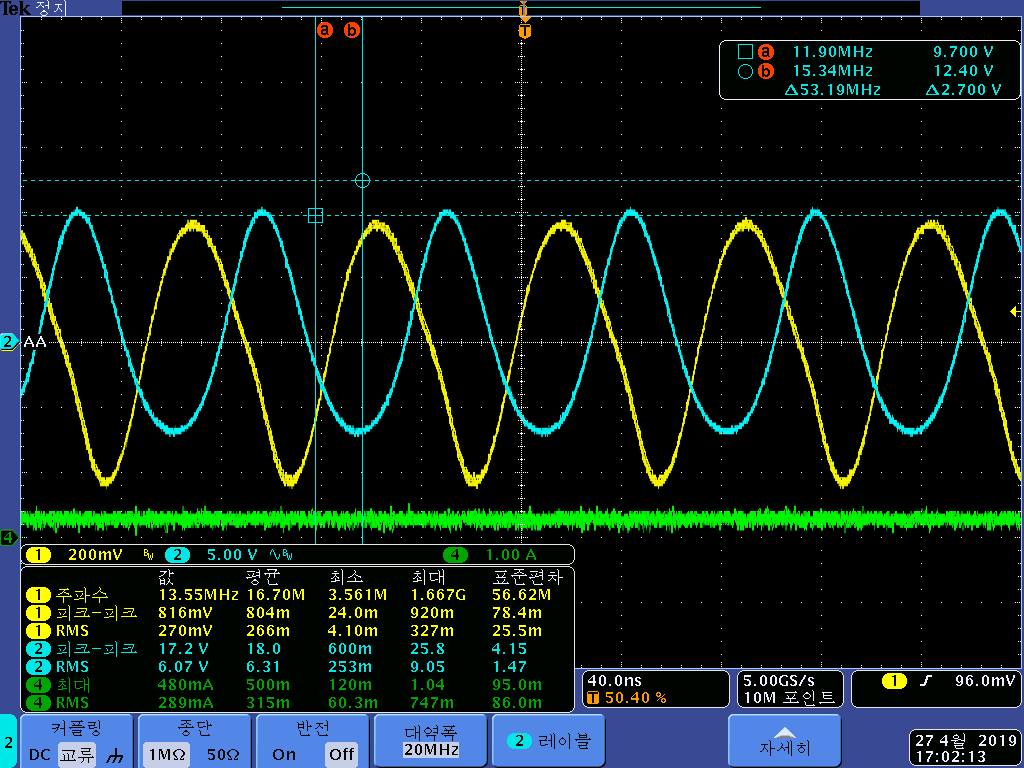 Tek 정지
T
a b
T
a 11.90MHz 9.700 V
b 15.34MHz 12.40 V
Δ53.19MHz Δ2.700 V
2 AA
4
1 200mV BW 2 5.00 V BW 4 1.00 A
값 평균 최소 최대 표준편차
1 주파수 13.55MHz 16.70M 3.561M 1.667G 56.62M
1 피크-피크 816mV 804m 24.0m 920m 78.4m
1 RMS 270mV 266m 4.10m 327m 25.5m
2 피크-피크 17.2 V 18.0 600m 25.8 4.15
2 RMS 6.07 V 6.31 253m 9.05 1.47
4 최대 480mA 500m 120m 1.04 95.0m
4 RMS 289mA 315m 60.3m 747m 86.0m
40.0ns
T 50.40 %
5.00GS/s
10M 포인트
1 96.0mV
2
커플링
DC 교류
종단
1MΩ 50Ω
반전
On Off
대역폭
20MHz
2 레이블
자세히
27 4월 2019
17:02:13